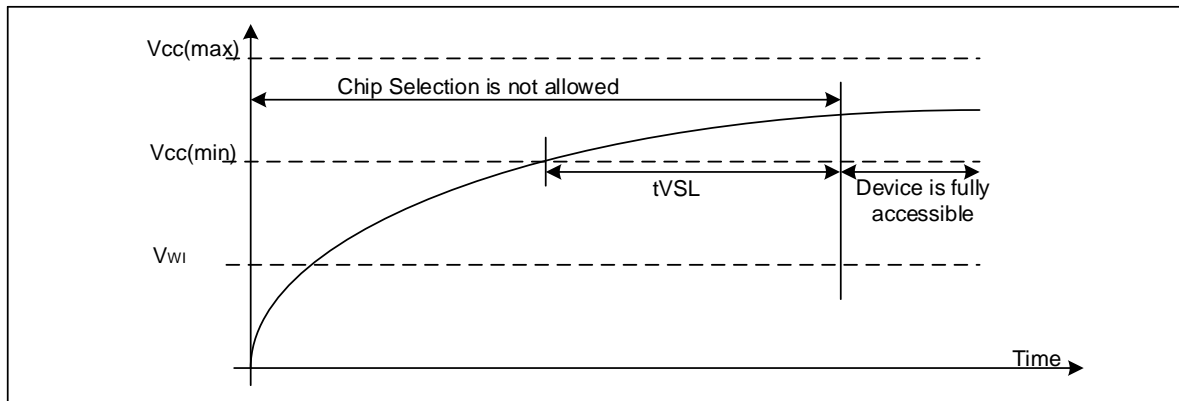 Vcc(max)
Chip Selection is not allowed
Vcc(min)
tVSL
Device is fully
accessible
VWI
Time